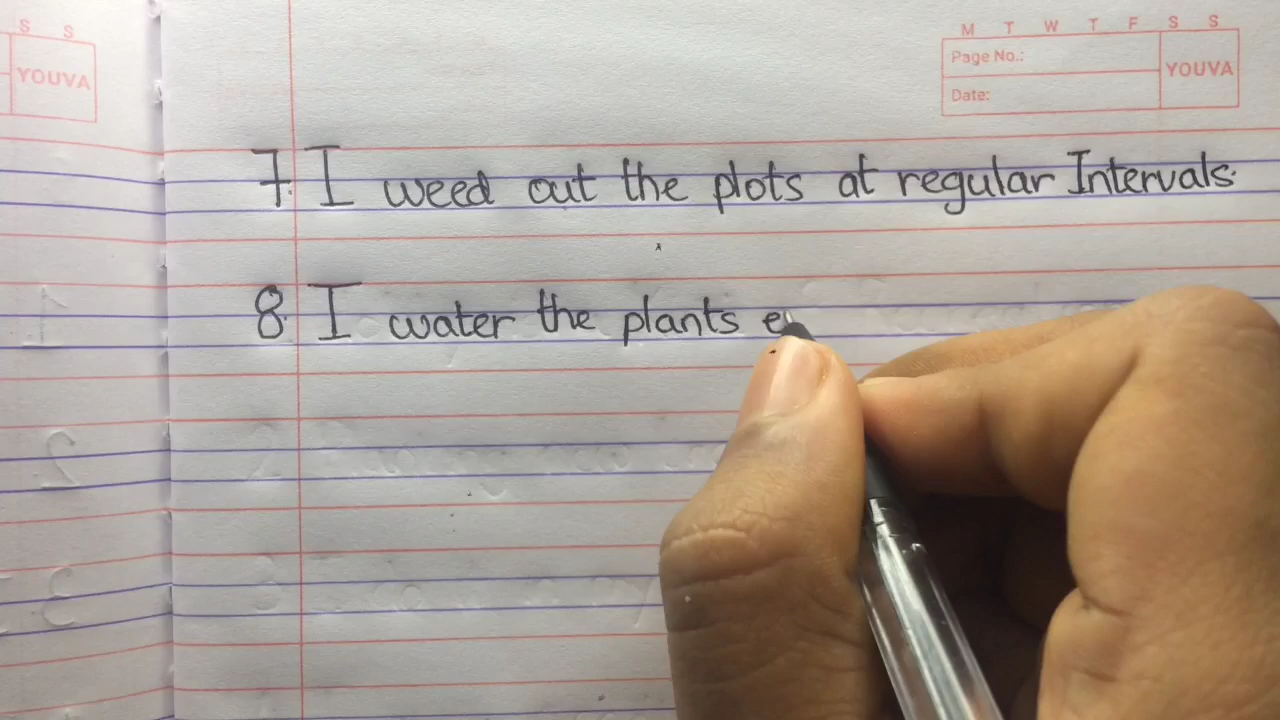 S S
YOUVA
M T W T F S S
Page No.:
YOUVA
Date:
7. I weed out the plots at regular Intervals.
8. I water the plants e